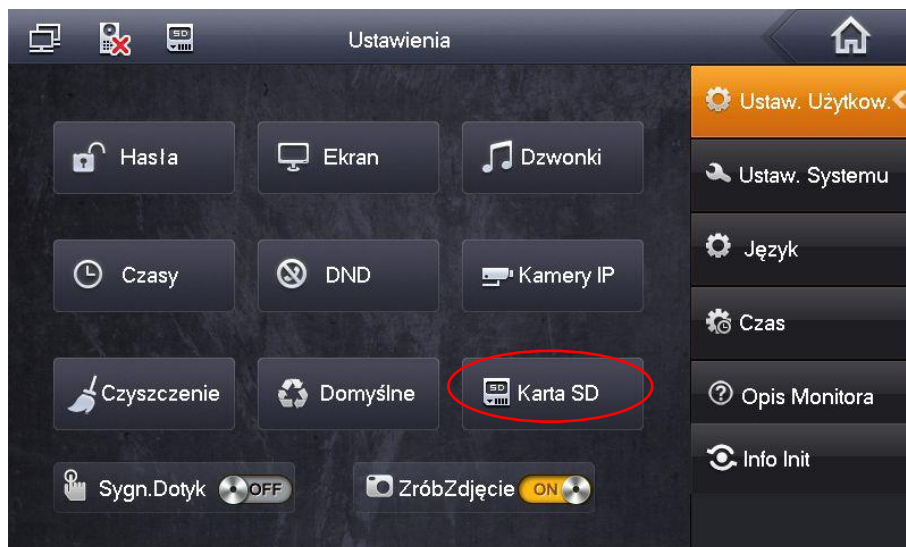 SD
Ustawienia
Hasła
Ekran
Dzwonki
Czasy
DND
Kamery IP
Czyszczenie
Domyślne
SD
Karta SD
Sygn.Dotyk
OFF
ZróbZdjęcie
ON
Ustaw. Użytkow.
Ustaw. Systemu
Język
Czas
Opis Monitora
Info Init